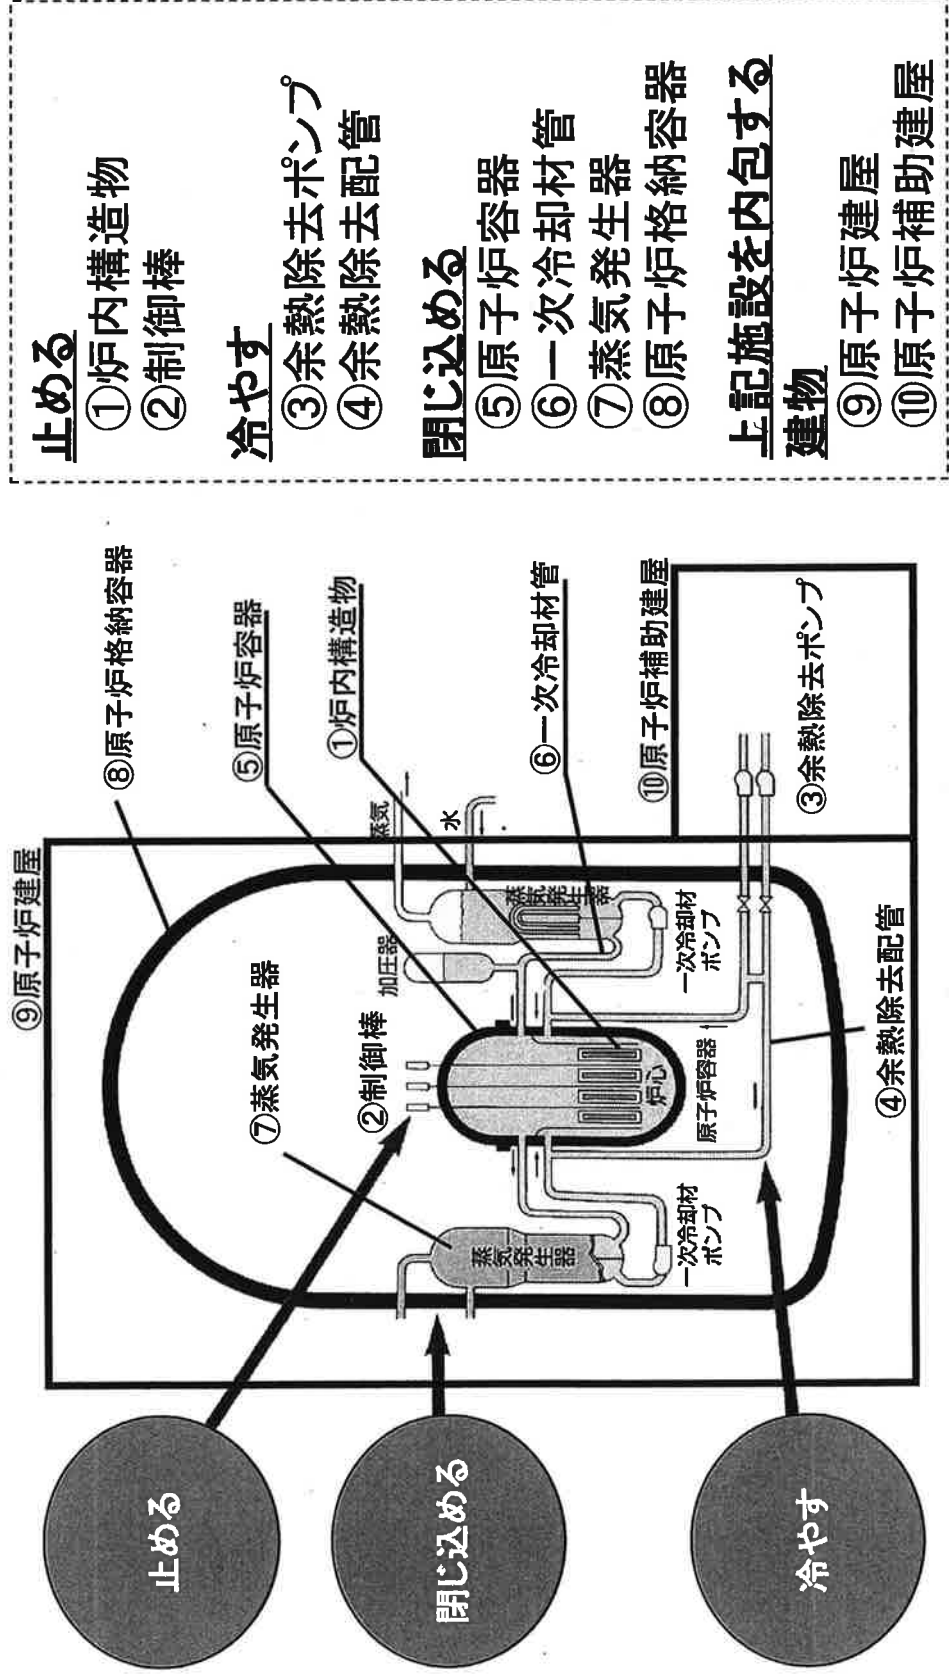 止める
閉じ込める
冷やす
⑨原子炉建屋
⑧原子炉格納容器
⑦蒸気発生器
⑤原子炉容器
②制御棒
①炉内構造物
加圧器
蒸気
水
蒸気発生器
蒸気発生器
⑥一次冷却材管
炉心
原子炉容器
一次冷却材
ポンプ
一次冷却材
ポンプ
⑩原子炉補助建屋
③余熱除去ポンプ
④余熱除去配管
止める
①炉内構造物
②制御棒
冷やす
③余熱除去ポンプ
④余熱除去配管
閉じ込める
⑤原子炉容器
⑥一次冷却材管
⑦蒸気発生器
⑧原子炉格納容器
上記施設を内包する
建物
⑨原子炉建屋
⑩原子炉補助建屋